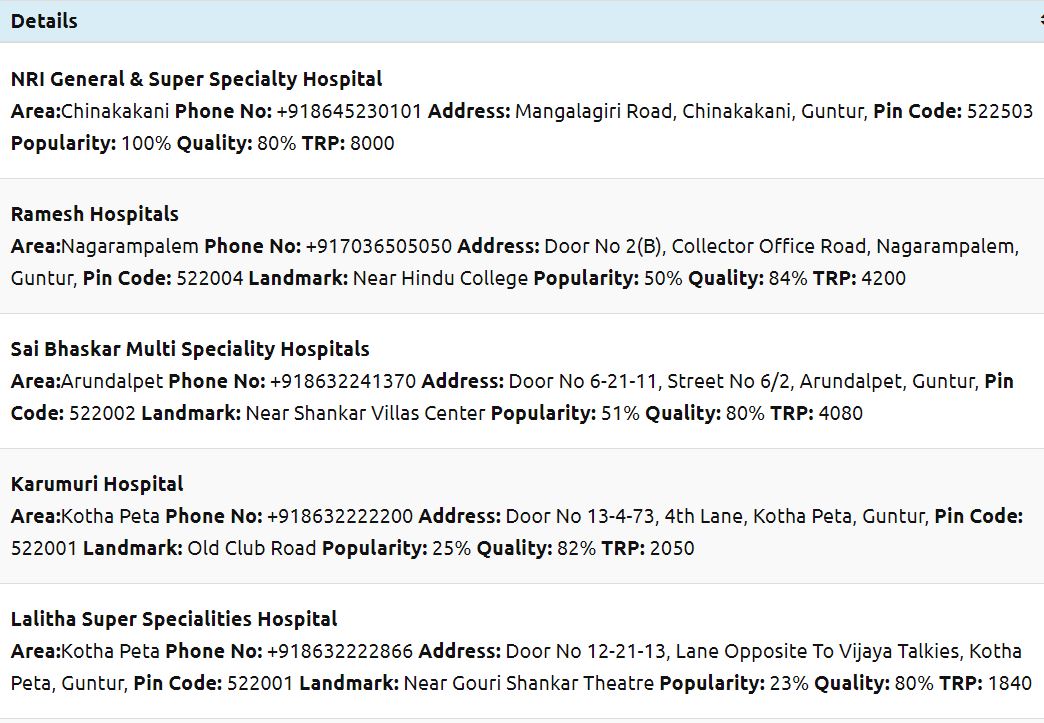 Details
NRI General & Super Specialty Hospital
Area:Chinakakani Phone No: +918645230101 Address: Mangalagiri Road, Chinakakani, Guntur, Pin Code: 522503
Popularity: 100% Quality: 80% TRP: 8000
Ramesh Hospitals
Area:Nagarampalem Phone No: +917036505050 Address: Door No 2(B), Collector Office Road, Nagarampalem,
Guntur, Pin Code: 522004 Landmark: Near Hindu College Popularity: 50% Quality: 84% TRP: 4200
Sai Bhaskar Multi Speciality Hospitals
Area:Arundalpet Phone No: +918632241370 Address: Door No 6-21-11, Street No 6/2, Arundalpet, Guntur, Pin
Code: 522002 Landmark: Near Shankar Villas Center Popularity: 51% Quality: 80% TRP: 4080
Karumuri Hospital
Area:Kotha Peta Phone No: +918632222200 Address: Door No 13-4-73, 4th Lane, Kotha Peta, Guntur, Pin Code:
522001 Landmark: Old Club Road Popularity: 25% Quality: 82% TRP: 2050
Lalitha Super Specialities Hospital
Area:Kotha Peta Phone No: +918632222866 Address: Door No 12-21-13, Lane Opposite To Vijaya Talkies, Kotha
Peta, Guntur, Pin Code: 522001 Landmark: Near Gouri Shankar Theatre Popularity: 23% Quality: 80% TRP: 1840